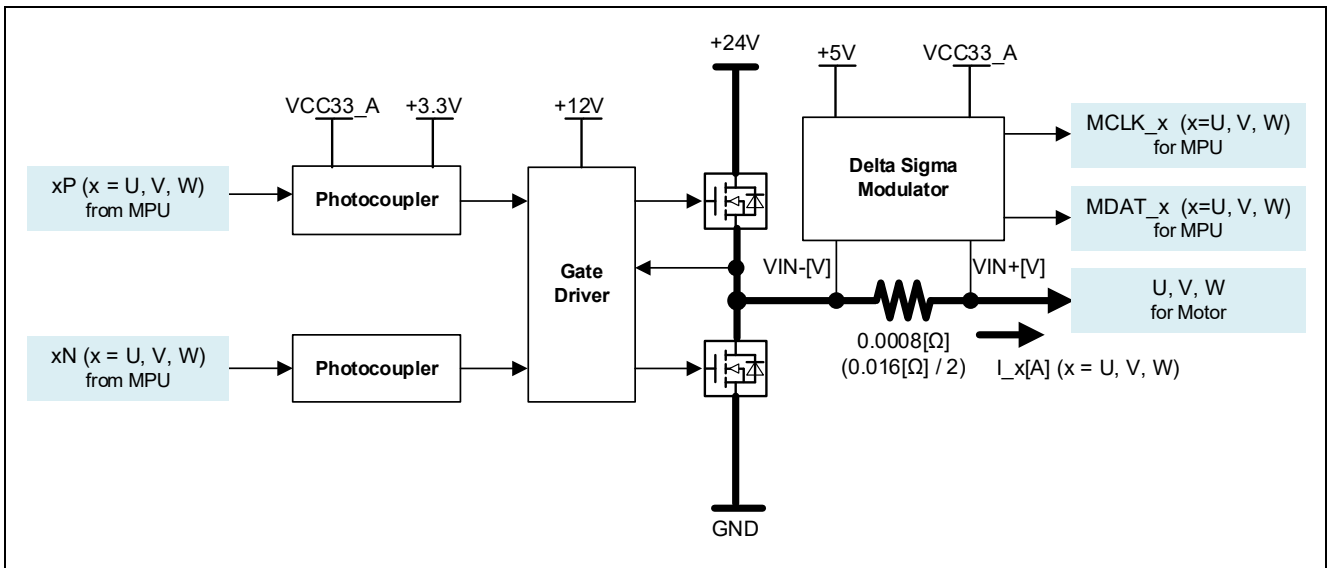 +24V
+5V
VCC33_A
VCC33_A
+3.3V
+12V
MCLK_x (x=U, V, W)
for MPU
Delta Sigma
Modulator
xP (x = U, V, W)
from MPU
Photocoupler
MDAT_x (x=U, V, W)
for MPU
Gate
Driver
VIN-[V]
VIN+[V]
U, V, W
for Motor
xN (x = U, V, W)
from MPU
Photocoupler
0.0008[Ω]
(0.016[Ω] / 2)
I_x[A] (x = U, V, W)
GND